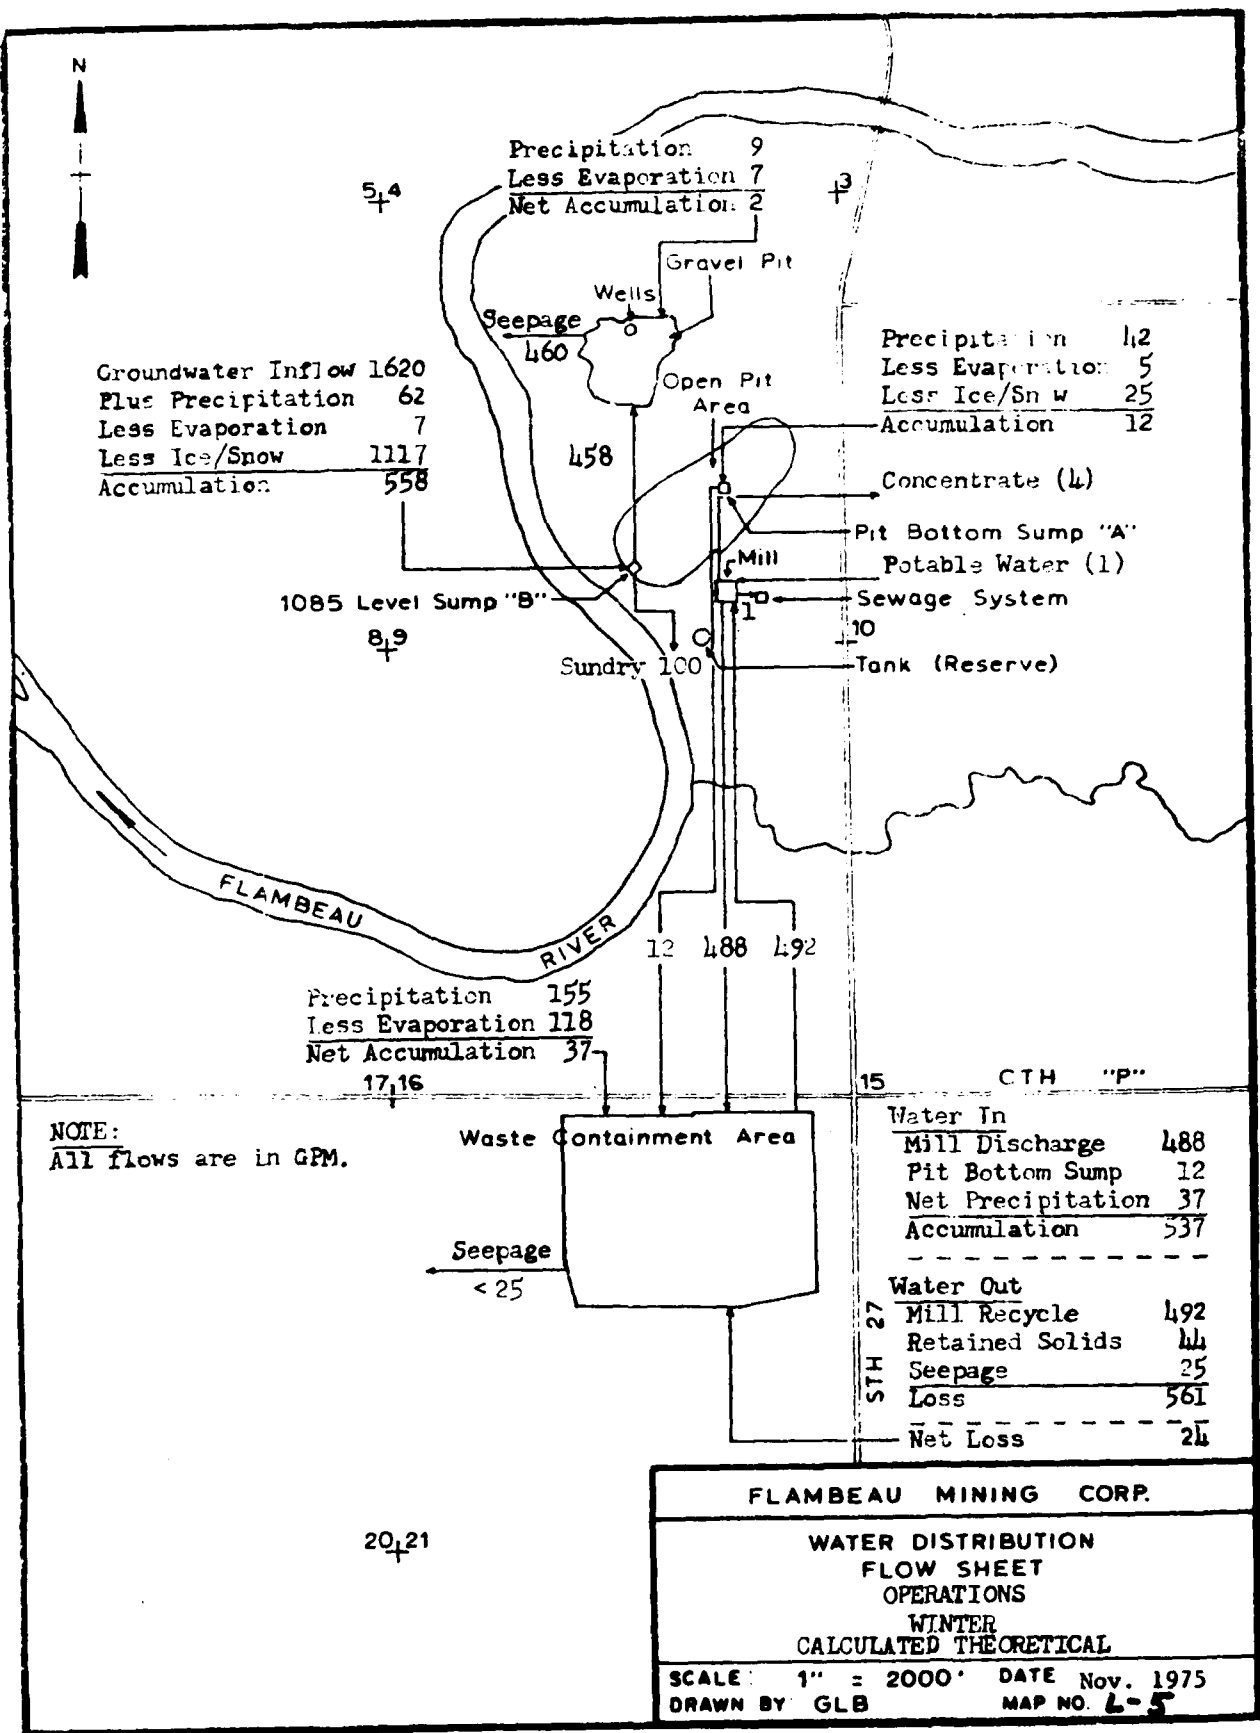 N
Precipitation 9
Less Evaporation 7
Net Accumulation 2
5 4
3
Gravel Pit
Wells
Seepage
460
Groundwater Inflow 1620
Plus Precipitation 62
Less Evaporation 7
Less Ice/Snow 1117
Accumulation 558
Open Pit
Area
458
Precipitation 42
Less Evaporation 5
Less Ice/Snow 25
Accumulation 12
Concentrate (4)
Pit Bottom Sump "A"
Mill
Potable Water (1)
1085 Level Sump "B"
1
Sewage System
8 9
10
Sundry 100
Tank (Reserve)
FLAMBEAU
RIVER
12 488 492
Precipitation 155
Less Evaporation 118
Net Accumulation 37
17 16
15
CTH "P"
NOTE:
All flows are in GPM.
Waste Containment Area
Water In
Mill Discharge 488
Pit Bottom Sump 12
Net Precipitation 37
Accumulation 537
Seepage
< 25
Water Out
Mill Recycle 492
Retained Solids 44
Seepage 25
Loss 561
Net Loss 24
STH 27
20 21
FLAMBEAU MINING CORP.
WATER DISTRIBUTION
FLOW SHEET
OPERATIONS
WINTER
CALCULATED THEORETICAL
SCALE: 1" = 2000' DATE Nov. 1975
DRAWN BY GLB MAP NO. L-5